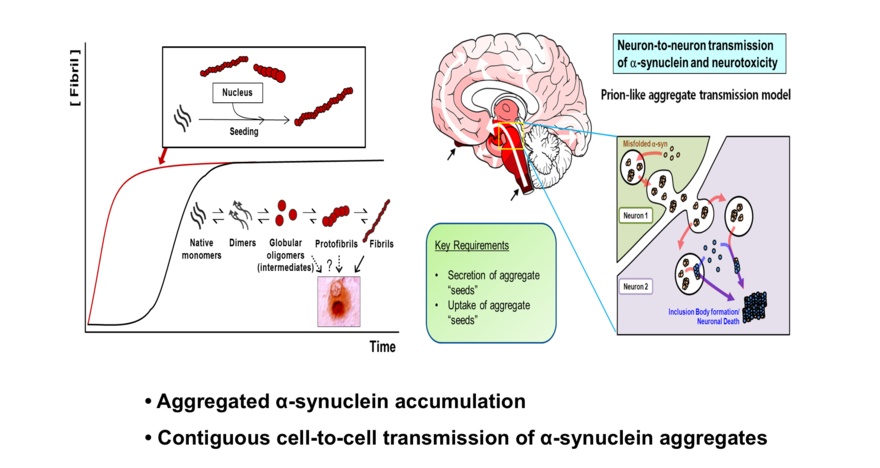 [ Fibril ]
Nucleus
Seeding
Native
monomers
Dimers
Globular
oligomers
(intermediates)
Protofibrils
Fibrils
?
Time
Neuron-to-neuron transmission
of α-synuclein and neurotoxicity
Prion-like aggregate transmission model
Key Requirements
• Secretion of aggregate
“seeds”
• Uptake of aggregate
“seeds”
Misfolded α-syn
Neuron 1
Neuron 2
Inclusion Body formation/
Neuronal Death
• Aggregated α-synuclein accumulation
• Contiguous cell-to-cell transmission of α-synuclein aggregates